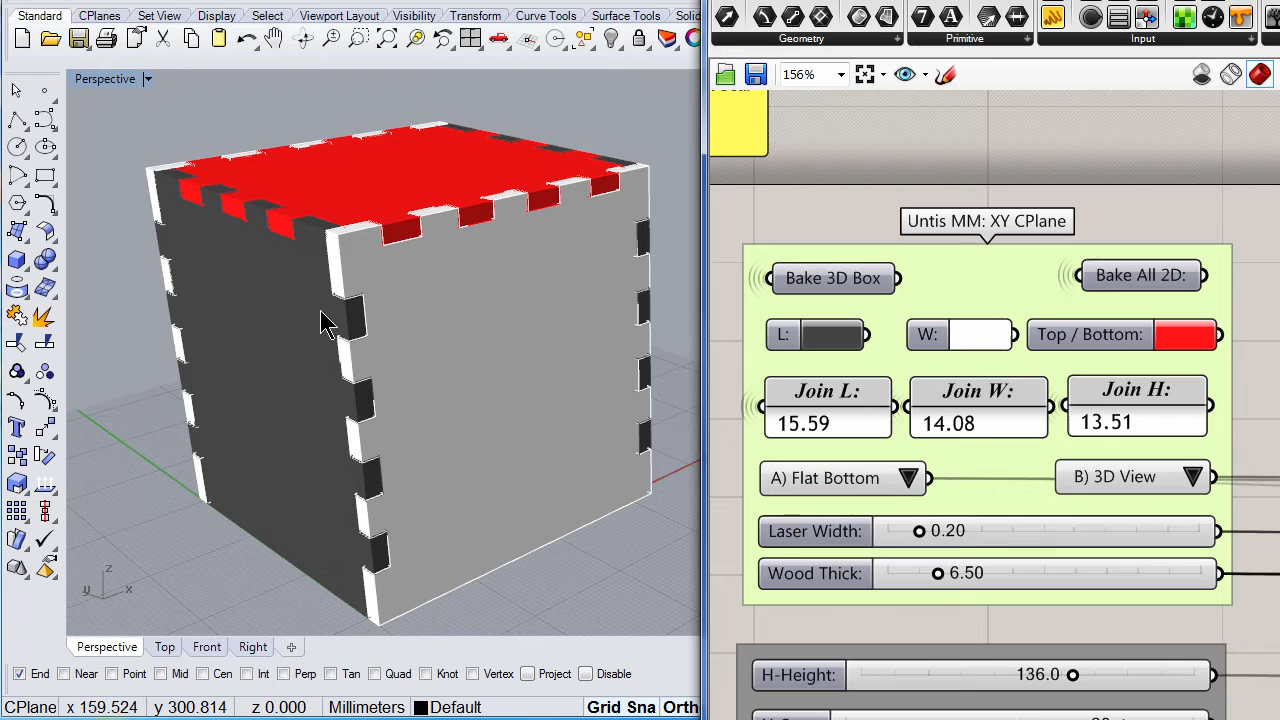 Standard CPlanes Set View Display Select Viewport Layout Visibility Transform Curve Tools Surface Tools Solid
Perspective
z
y x
Perspective Top Front Right
End Near Point Mid Cen Int Perp Tan Quad Knot Vertex Project Disable
CPlane x 159.524 y 300.814 z 0.000 Millimeters Default Grid Sna Orth
Geometry Primitive Input
156%
Untis MM: XY CPlane
Bake 3D Box Bake All 2D:
L: W: Top / Bottom:
Join L: Join W: Join H:
15.59 14.08 13.51
A) Flat Bottom B) 3D View
Laser Width: 0.20
Wood Thick: 6.50
H-Height: 136.0